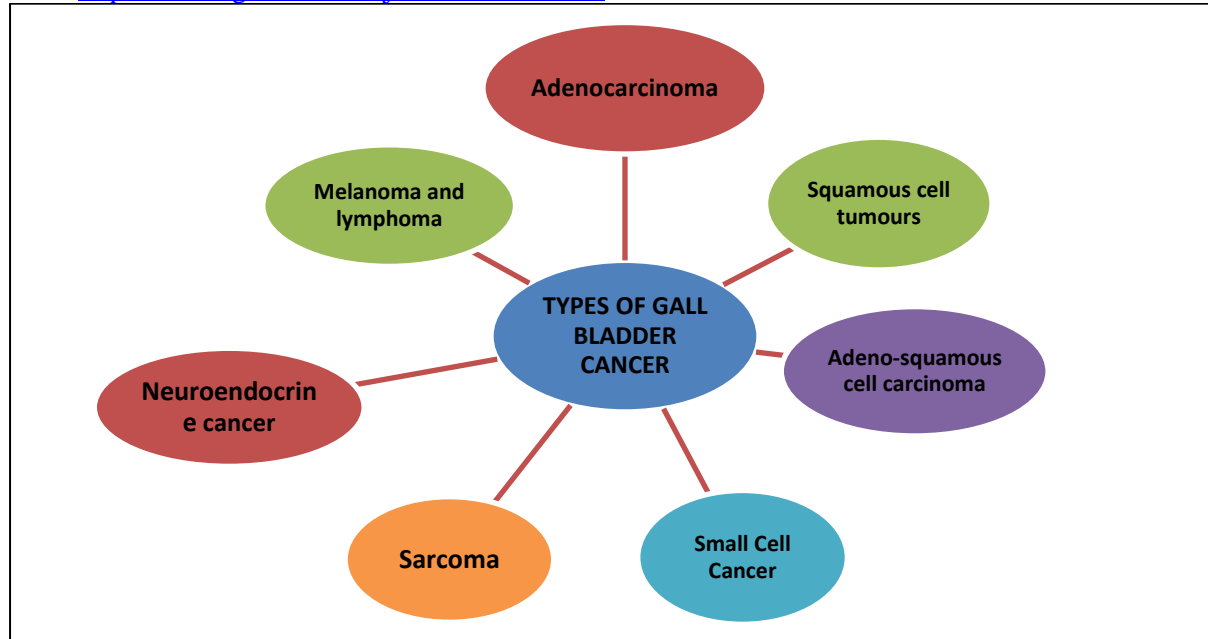 Adenocarcinoma
Melanoma and
lymphoma
Squamous cell
tumours
TYPES OF GALL
BLADDER
CANCER
Adeno-squamous
cell carcinoma
Neuroendocrin
e cancer
Sarcoma
Small Cell
Cancer